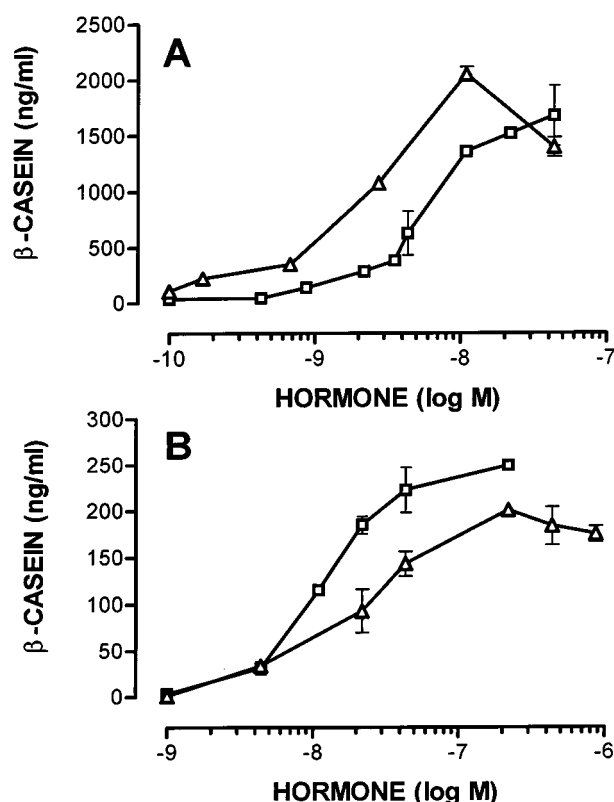 A
β-CASEIN (ng/ml)
2500
2000
1500
1000
500
0
-10 -9 -8 -7
HORMONE (log M)
B
β-CASEIN (ng/ml)
300
250
200
150
100
50
0
-9 -8 -7 -6
HORMONE (log M)